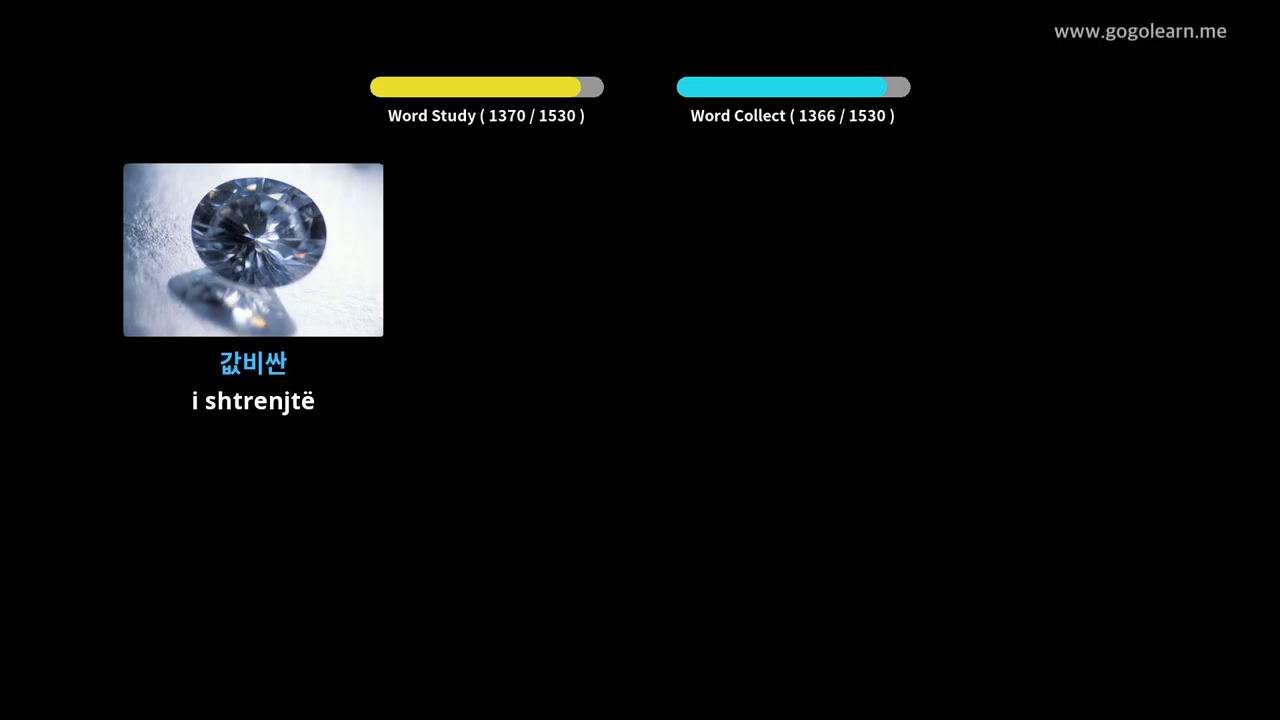 www.gogolearn.me
Word Study ( 1370 / 1530 )
Word Collect ( 1366 / 1530 )
값비싼
i shtrenjtë